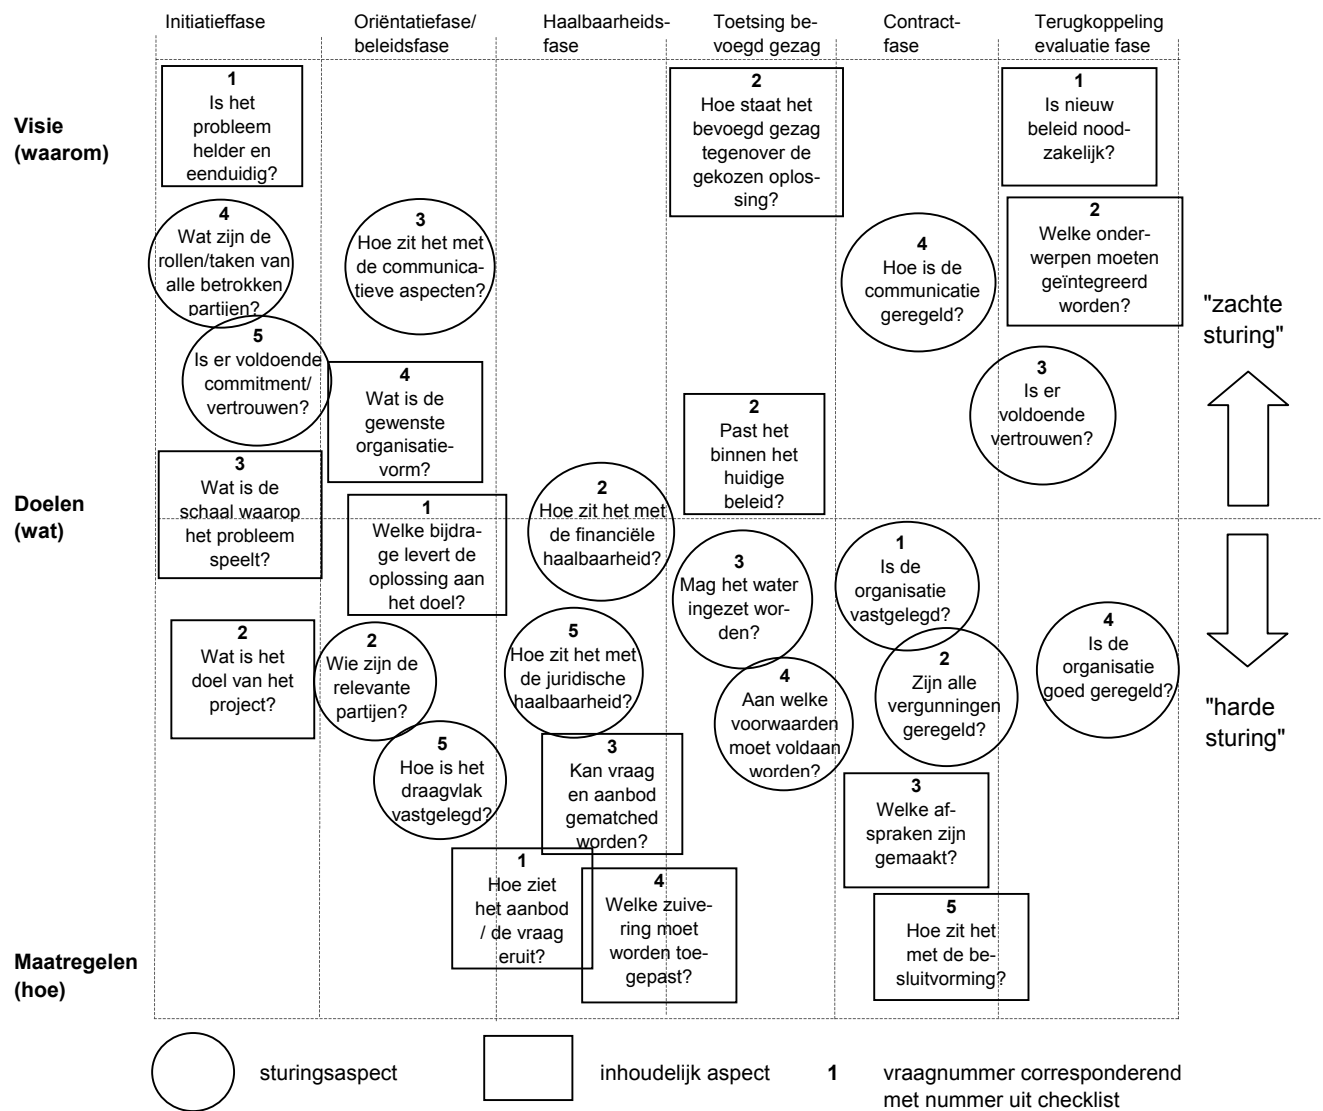 Initiatieffase
Oriëntatiefase/
beleidsfase
Haalbaarheids-
fase
Toetsing be-
voegd gezag
Contract-
fase
Terugkoppeling
evaluatie fase
Visie
(waarom)
Doelen
(wat)
Maatregelen
(hoe)
1
Is het
probleem
helder en
eenduidig?
4
Wat zijn de
rollen/taken van
alle betrokken
partijen?
5
Is er voldoende
commitment/
vertrouwen?
3
Wat is de
schaal waarop
het probleem
speelt?
2
Wat is het
doel van het
project?
3
Hoe zit het met
de communica-
tieve aspecten?
4
Wat is de
gewenste
organisatie-
vorm?
1
Welke bijdrage
levert de
oplossing aan
het doel?
2
Wie zijn de
relevante
partijen?
5
Hoe is het
draagvlak
vastgelegd?
2
Hoe zit het met
de financiële
haalbaarheid?
5
Hoe zit het met
de juridische
haalbaarheid?
3
Kan vraag
en aanbod
gematched
worden?
1
Hoe ziet
het aanbod
/ de vraag
eruit?
4
Welke zuive-
ring moet
worden toe-
gepast?
2
Hoe staat het
bevoegd gezag
tegenover de
gekozen oplos-
sing?
2
Past het
binnen het
huidige
beleid?
3
Mag het water
ingezet wor-
den?
4
Aan welke
voorwaarden
moet voldaan
worden?
4
Hoe is de
communicatie
geregeld?
1
Is de
organisatie
vastgelegd?
2
Zijn alle
vergunningen
geregeld?
3
Welke af-
spraken zijn
gemaakt?
5
Hoe zit het
met de be-
sluitvorming?
1
Is nieuw
beleid nood-
zakelijk?
2
Welke onder-
werpen moeten
geïntegreerd
worden?
3
Is er
voldoende
vertrouwen?
4
Is de
organisatie
goed geregeld?
"zachte
sturing"
"harde
sturing"
sturingsaspect
inhoudelijk aspect
1 vraagnummer corresponderend
met nummer uit checklist